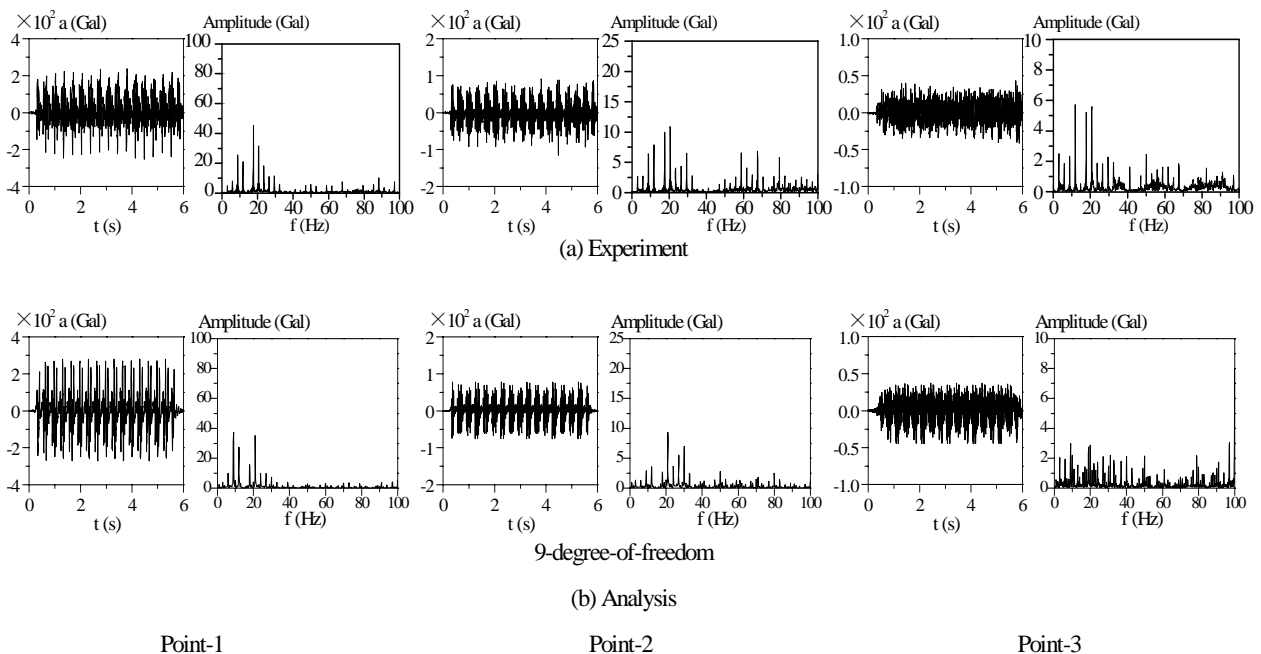 ×10² a (Gal) Amplitude (Gal) ×10² a (Gal) Amplitude (Gal) ×10² a (Gal) Amplitude (Gal)
4 100 2 25 1.0 10
2 80 1 20 0.5 8
0 60 0 15 0.0 6
-2 40 -1 10 -0.5 4
-4 20 -2 5 -1.0 2
0 0 0
0 2 4 6 0 20 40 60 80 100 0 2 4 6 0 20 40 60 80 100 0 2 4 6 0 20 40 60 80 100
t (s) f (Hz) t (s) f (Hz) t (s) f (Hz)
(a) Experiment
×10² a (Gal) Amplitude (Gal) ×10² a (Gal) Amplitude (Gal) ×10² a (Gal) Amplitude (Gal)
4 100 2 25 1.0 10
2 80 1 20 0.5 8
0 60 0 15 0.0 6
-2 40 -1 10 -0.5 4
-4 20 -2 5 -1.0 2
0 0 0
0 2 4 6 0 20 40 60 80 100 0 2 4 6 0 20 40 60 80 100 0 2 4 6 0 20 40 60 80 100
t (s) f (Hz) t (s) f (Hz) t (s) f (Hz)
9-degree-of-freedom
(b) Analysis
Point-1 Point-2 Point-3